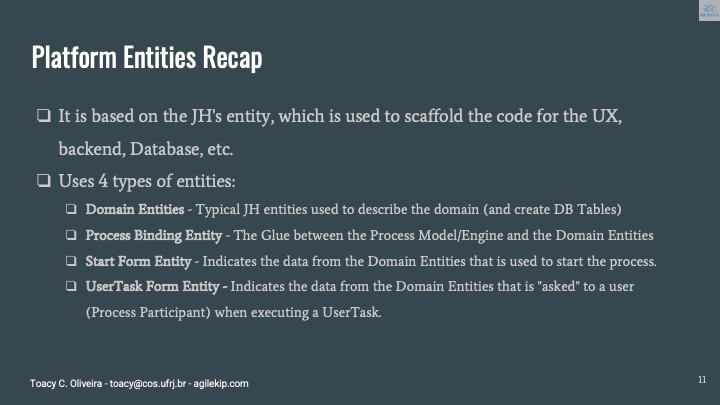 agilekip
Platform Entities Recap
❏ It is based on the JH's entity, which is used to scaffold the code for the UX,
backend, Database, etc.
❏ Uses 4 types of entities:
❏ Domain Entities - Typical JH entities used to describe the domain (and create DB Tables)
❏ Process Binding Entity - The Glue between the Process Model/Engine and the Domain Entities
❏ Start Form Entity - Indicates the data from the Domain Entities that is used to start the process.
❏ UserTask Form Entity - Indicates the data from the Domain Entities that is "asked" to a user
(Process Participant) when executing a UserTask.
Toacy C. Oliveira - toacy@cos.ufrj.br - agilekip.com
11